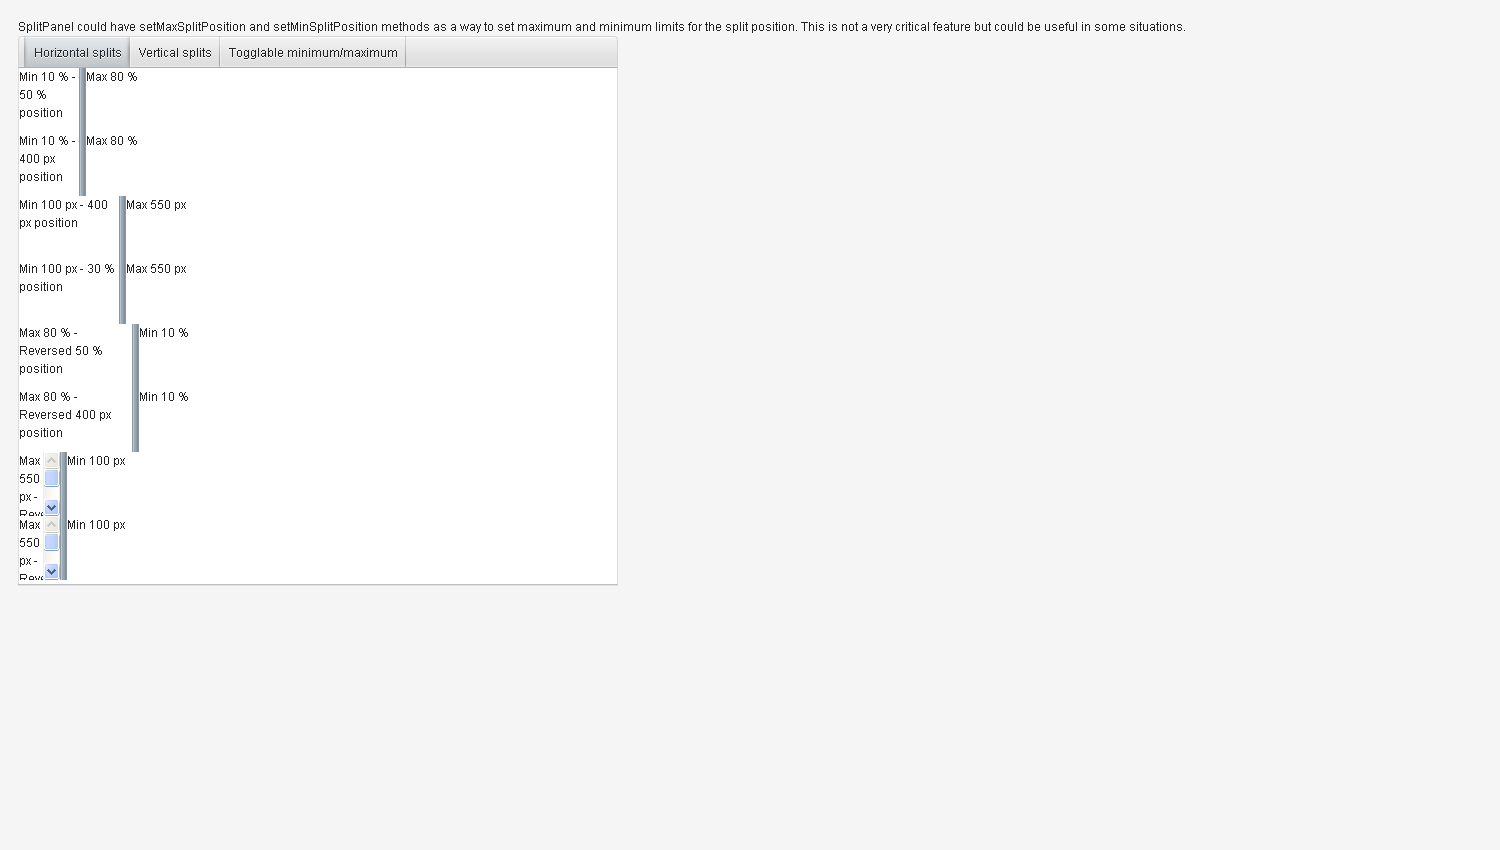 SplitPanel could have setMaxSplitPosition and setMinSplitPosition methods as a way to set maximum and minimum limits for the split position. This is not a very critical feature but could be useful in some situations.
Horizontal splits Vertical splits Togglable minimum/maximum
Min 10 % -
50 %
position
Max 80 %
Min 10 % -
400 px
position
Max 80 %
Min 100 px - 400
px position
Max 550 px
Min 100 px - 30 %
position
Max 550 px
Max 80 % -
Reversed 50 %
position
Min 10 %
Max 80 % -
Reversed 400 px
position
Min 10 %
Max
550
px -
Min 100 px
Max
550
px -
Min 100 px